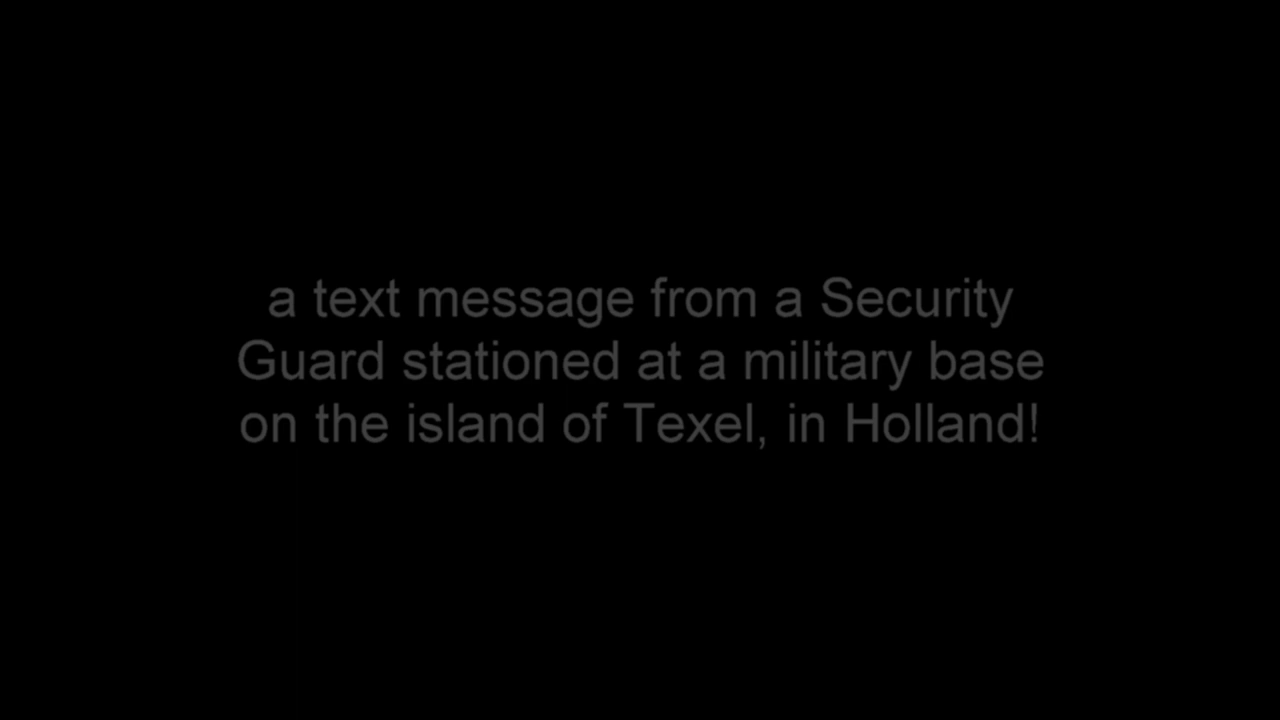 a text message from a Security
Guard stationed at a military base
on the island of Texel, in Holland!